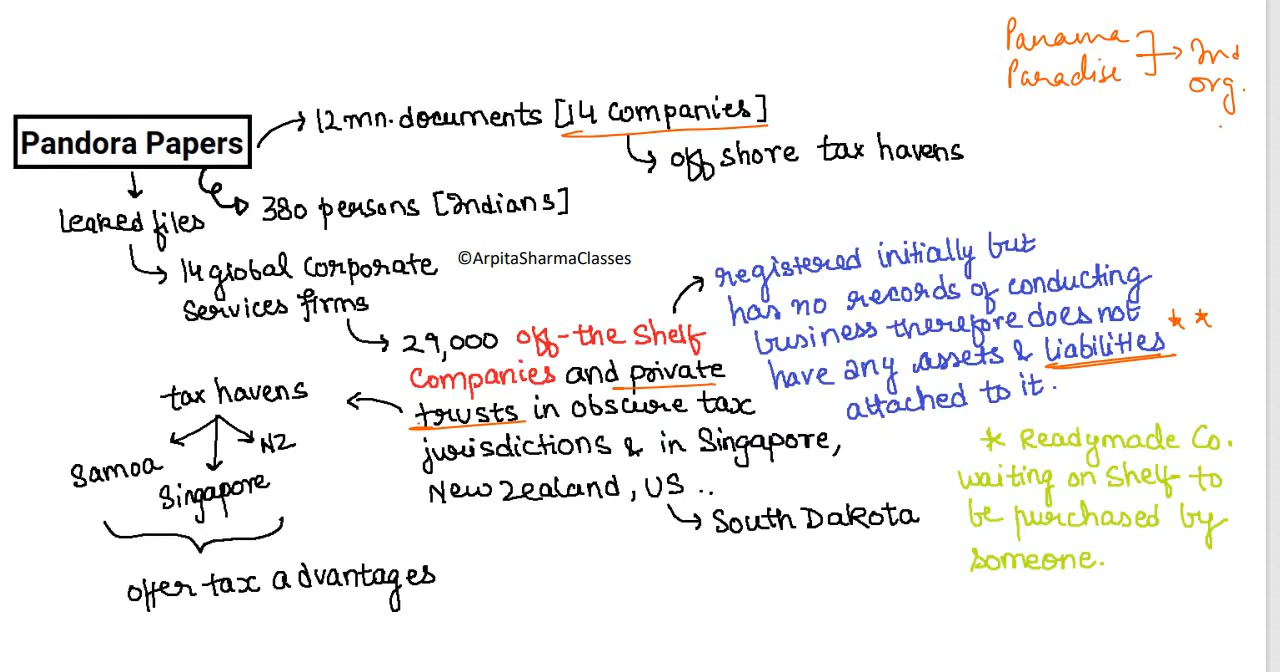 Panama
Paradise
Ind
org.
Pandora Papers
12 mn. documents [14 companies]
off shore tax havens
leaked files
380 persons [Indians]
14 global corporate
services firms
©ArpitaSharmaClasses
registered initially but
has no records of conducting
business therefore does not
have any assets & liabilities
attached to it.
29,000 off-the shelf
companies and private
trusts in obscure tax
jurisdictions & in Singapore,
New Zealand, US ..
South Dakota
tax havens
Samoa
Singapore
NZ
offer tax advantages
* Readymade Co.
waiting on shelf to
be purchased by
someone.